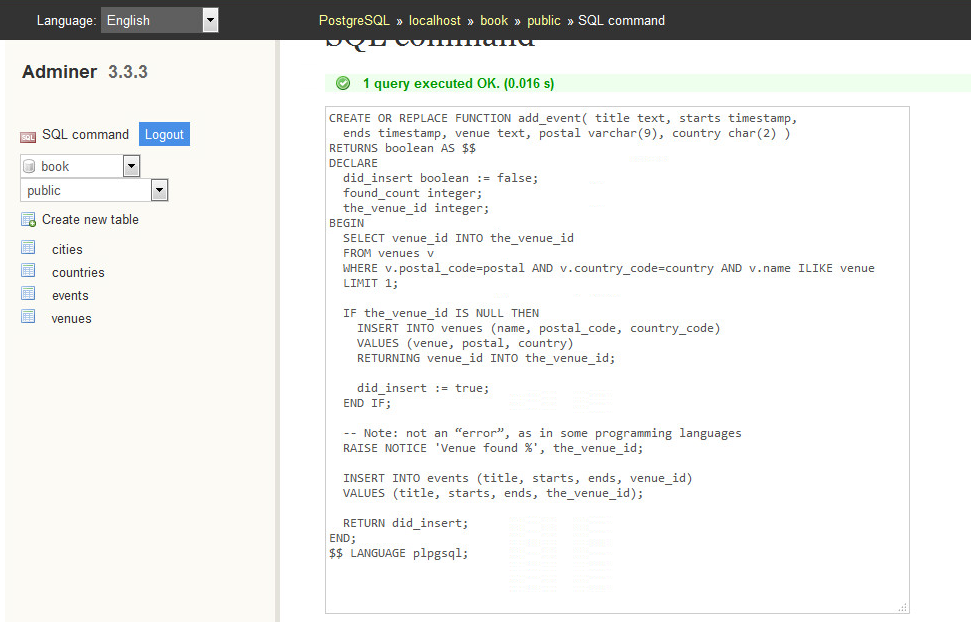 Language: English
PostgreSQL » localhost » book » public » SQL command
Adminer 3.3.3
SQL command
1 query executed OK. (0.016 s)
SQL SQL command Logout
book
public
Create new table
cities
countries
events
venues
CREATE OR REPLACE FUNCTION add_event( title text, starts timestamp,
  ends timestamp, venue text, postal varchar(9), country char(2) )
RETURNS boolean AS $$
DECLARE
  did_insert boolean := false;
  found_count integer;
  the_venue_id integer;
BEGIN
  SELECT venue_id INTO the_venue_id
  FROM venues v
  WHERE v.postal_code=postal AND v.country_code=country AND v.name ILIKE venue
  LIMIT 1;

  IF the_venue_id IS NULL THEN
    INSERT INTO venues (name, postal_code, country_code)
    VALUES (venue, postal, country)
    RETURNING venue_id INTO the_venue_id;

    did_insert := true;
  END IF;

  -- Note: not an “error”, as in some programming languages
  RAISE NOTICE 'Venue found %', the_venue_id;

  INSERT INTO events (title, starts, ends, venue_id)
  VALUES (title, starts, ends, the_venue_id);

  RETURN did_insert;
END;
$$ LANGUAGE plpgsql;